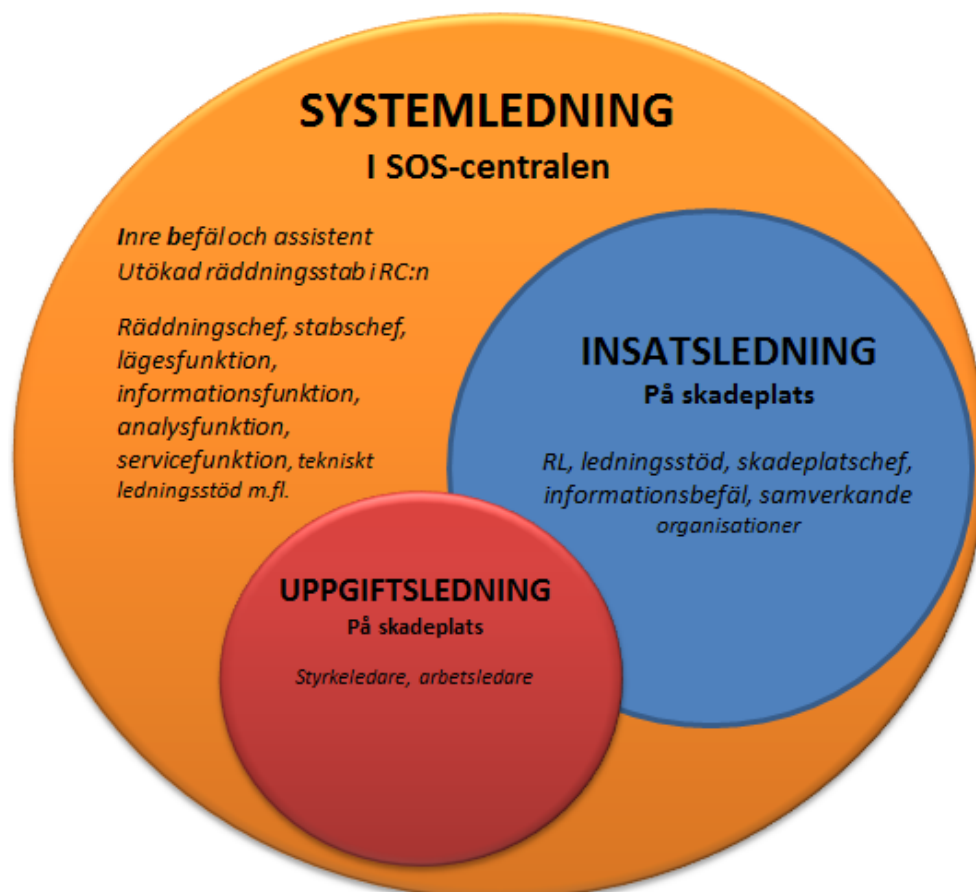 SYSTEMLEDNING
I SOS-centralen
Inre befäl och assistent
Utökad räddningsstab i RC:n
Räddningschef, stabschef,
lägesfunktion,
informationsfunktion,
analysfunktion,
servicefunktion, tekniskt
ledningsstöd m.fl.
INSATSLEDNING
På skadeplats
RL, ledningsstöd, skadeplatschef,
informationsbefäl, samverkande
organisationer
UPPGIFTSLEDNING
På skadeplats
Styrkeledare, arbetsledare